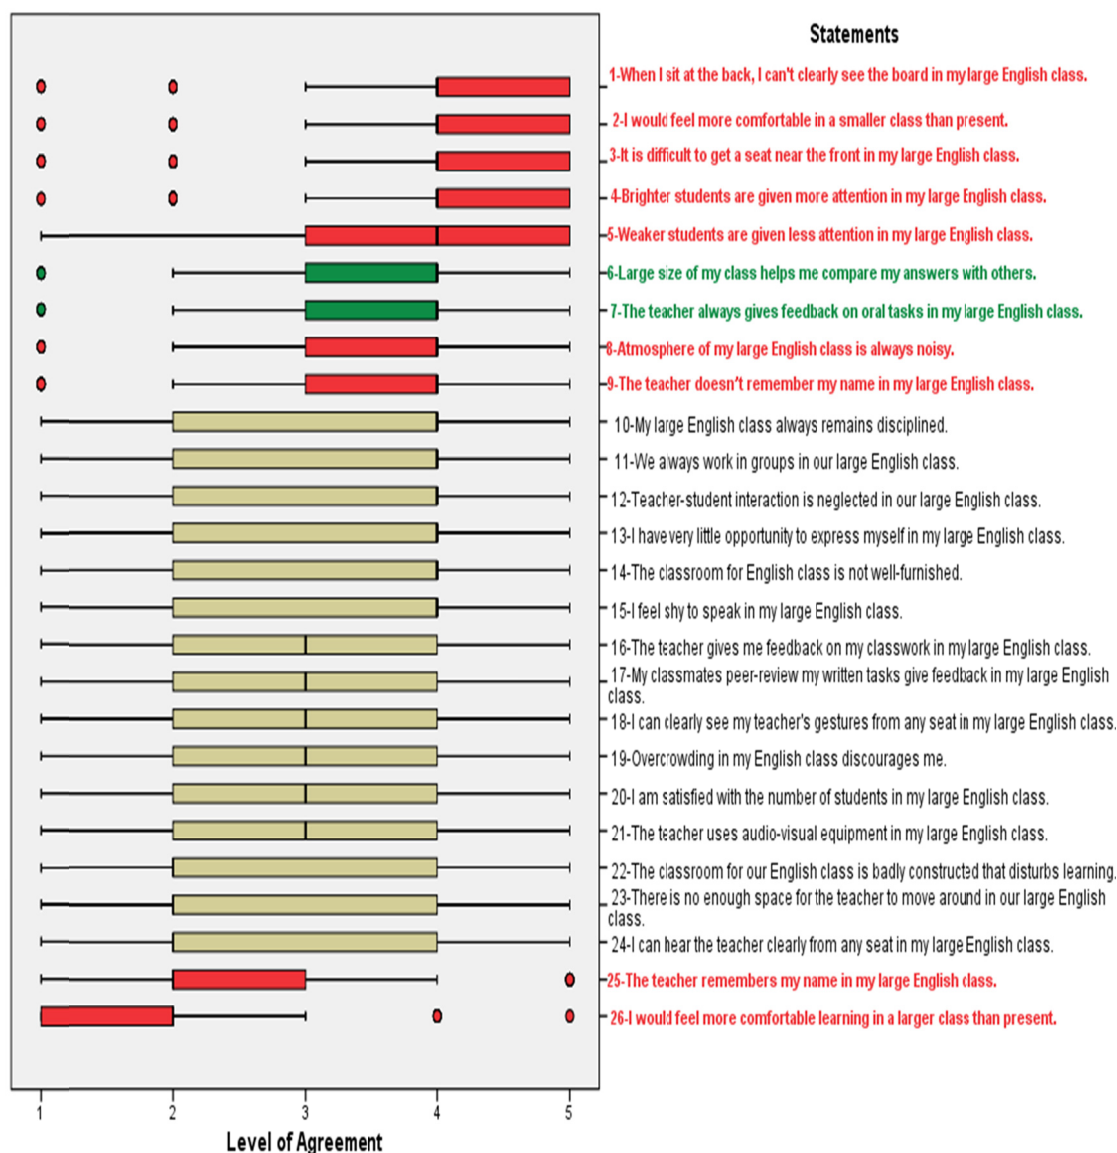 Statements
1-When I sit at the back, I can't clearly see the board in my large English class.
2-I would feel more comfortable in a smaller class than present.
3-It is difficult to get a seat near the front in my large English class.
4-Brighter students are given more attention in my large English class.
5-Weaker students are given less attention in my large English class.
6-Large size of my class helps me compare my answers with others.
7-The teacher always gives feedback on oral tasks in my large English class.
8-Atmosphere of my large English class is always noisy.
9-The teacher doesn't remember my name in my large English class.
10-My large English class always remains disciplined.
11-We aways work in groups in our large English class.
12-Teacher-student interaction is neglected in our large English class.
13-I have very little opportunity to express myself in my large English class.
14-The classroom for English class is not well-furnished.
15-I feel shy to speak in my large English class.
16-The teacher gives me feedback on my classwork in my large English class.
17-My classmates peer-review my written tasks give feedback in my large English
class.
18-I can clearly see my teacher's gestures from any seat in my large English class.
19-Overcrowding in my English class discourages me.
20-I am satisfied with the number of students in my large English class.
21-The teacher uses audio-visual equipment in my large English class.
22-The classroom for our English class is badly constructed that disturbs learning.
23-There is no enough space for the teacher to move around in our large English
class.
24-I can hear the teacher clearly from any seat in my large English class.
25-The teacher remembers my name in my large English class.
26-I would feel more comfortable learning in a larger class than present.
1 2 3 4 5
Level of Agreement